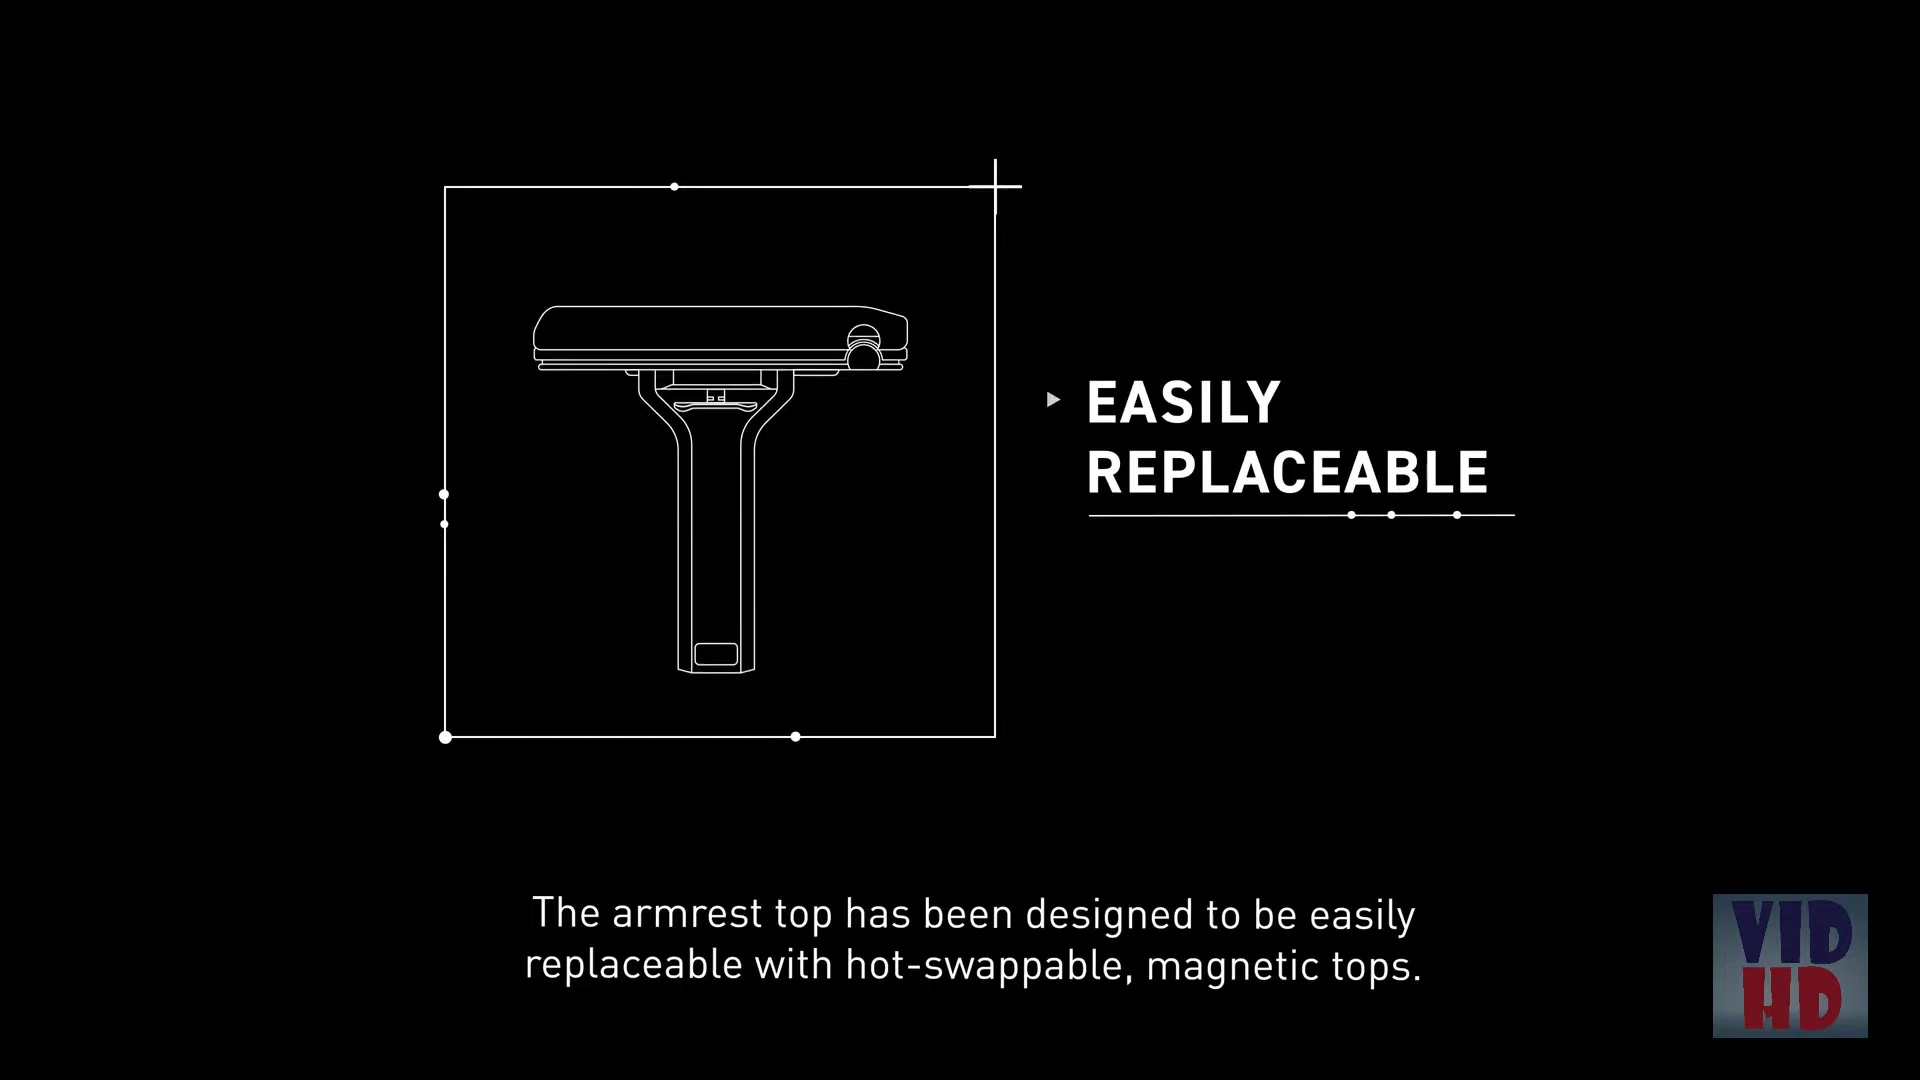 EASILY
REPLACEABLE
The armrest top has been designed to be easily
replaceable with hot-swappable, magnetic tops.
VID
HD